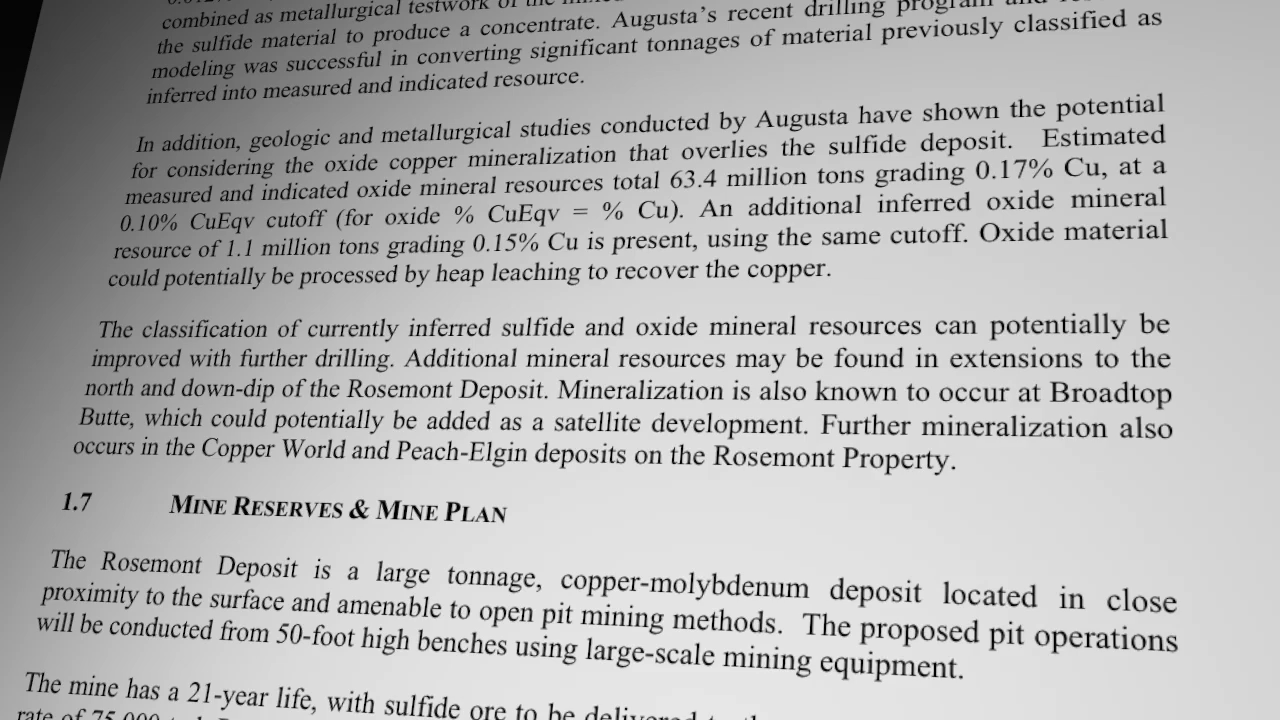 combined as metallurgical testwork
the sulfide material to produce a concentrate. Augusta's recent drilling program
modeling was successful in converting significant tonnages of material previously classified as
inferred into measured and indicated resource.
In addition, geologic and metallurgical studies conducted by Augusta have shown the potential
for considering the oxide copper mineralization that overlies the sulfide deposit. Estimated
measured and indicated oxide mineral resources total 63.4 million tons grading 0.17% Cu, at a
0.10% CuEqv cutoff (for oxide % CuEqv = % Cu). An additional inferred oxide mineral
resource of 1.1 million tons grading 0.15% Cu is present, using the same cutoff. Oxide material
could potentially be processed by heap leaching to recover the copper.
The classification of currently inferred sulfide and oxide mineral resources can potentially be
improved with further drilling. Additional mineral resources may be found in extensions to the
north and down-dip of the Rosemont Deposit. Mineralization is also known to occur at Broadtop
Butte, which could potentially be added as a satellite development. Further mineralization also
occurs in the Copper World and Peach-Elgin deposits on the Rosemont Property.
1.7 MINE RESERVES & MINE PLAN
The Rosemont Deposit is a large tonnage, copper-molybdenum deposit located in close
proximity to the surface and amenable to open pit mining methods. The proposed pit operations
will be conducted from 50-foot high benches using large-scale mining equipment.
The mine has a 21-year life, with sulfide ore to be delivered
rate of 75,000